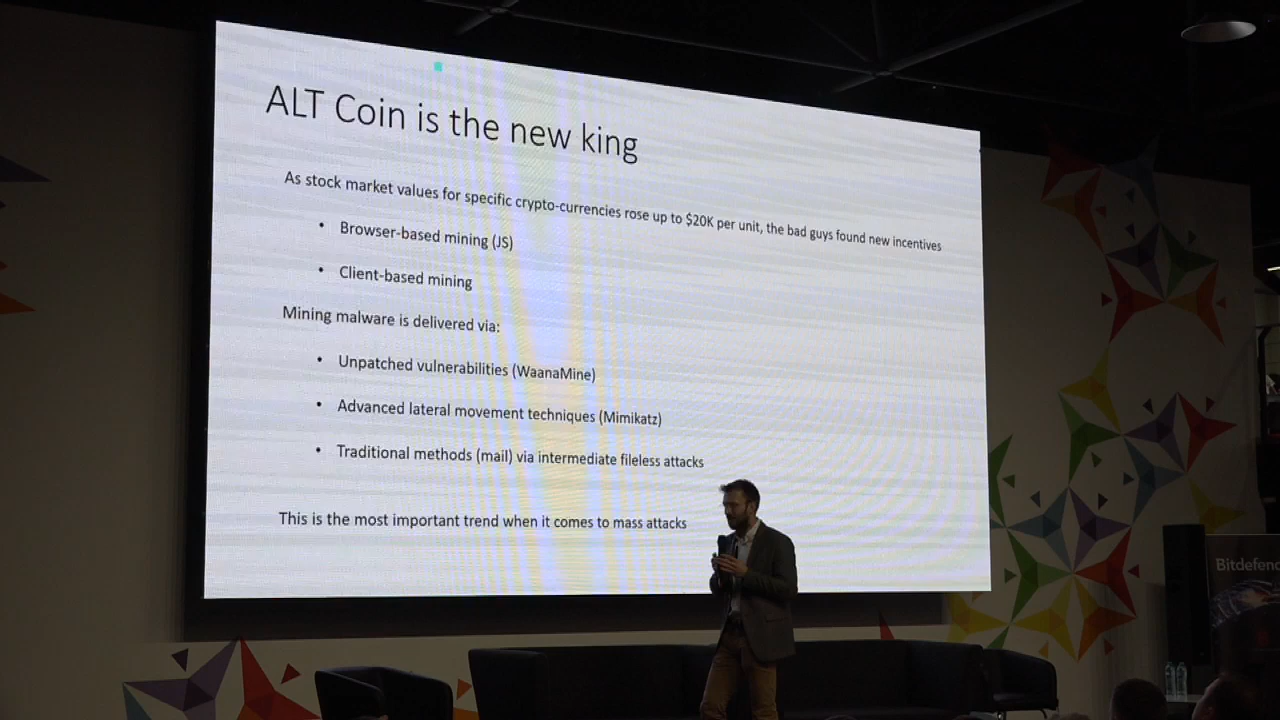 ALT Coin is the new king
As stock market values for specific crypto-currencies rose up to $20K per unit, the bad guys found new incentives
• Browser-based mining (JS)
• Client-based mining
Mining malware is delivered via:
• Unpatched vulnerabilities (WaanaMine)
• Advanced lateral movement techniques (Mimikatz)
• Traditional methods (mail) via intermediate fileless attacks
This is the most important trend when it comes to mass attacks
Bitdefend